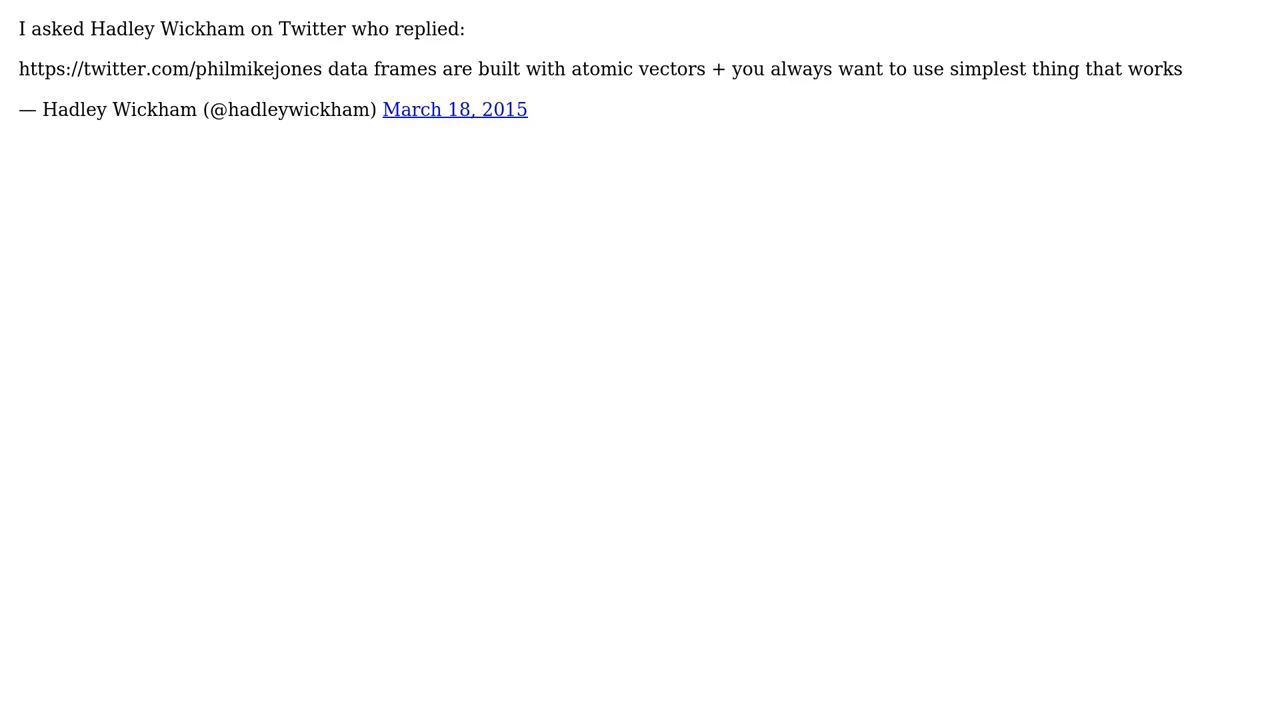 I asked Hadley Wickham on Twitter who replied:
https://twitter.com/philmikejones data frames are built with atomic vectors + you always want to use simplest thing that works
— Hadley Wickham (@hadleywickham) March 18, 2015